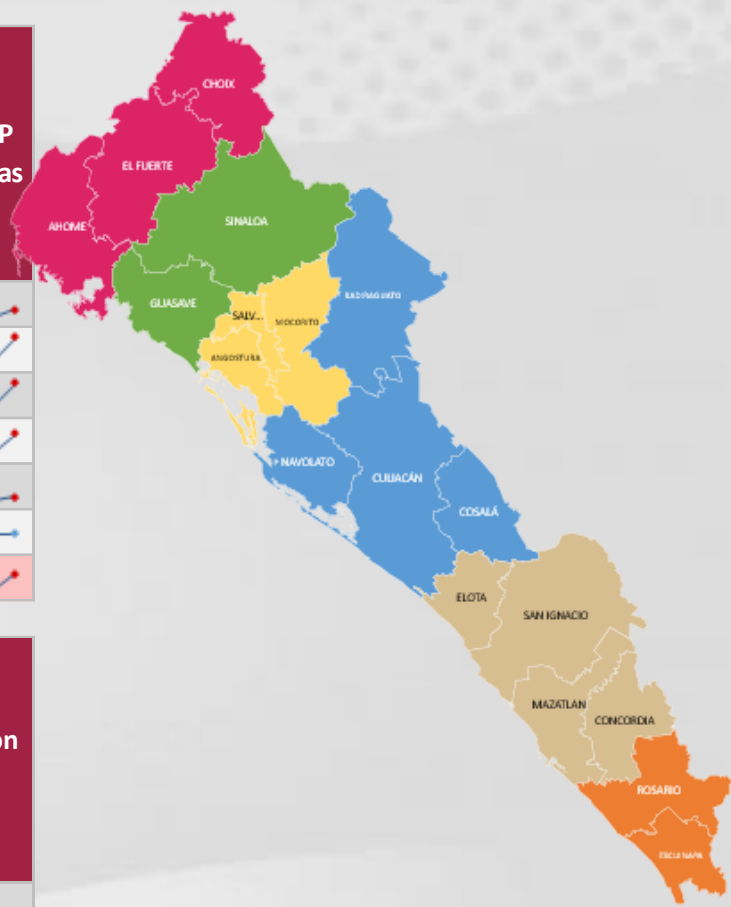 P
as
on
CHOIX
EL FUERTE
AHOME
SINALOA
GUASAVE
SALV...
MOCORITO
BADIRAGUATO
ANGOSTURA
NAVOLATO
CULIACÁN
COSALÁ
ELOTA
SAN IGNACIO
MAZATLAN
CONCORDIA
ROSARIO
ESCUINAPA